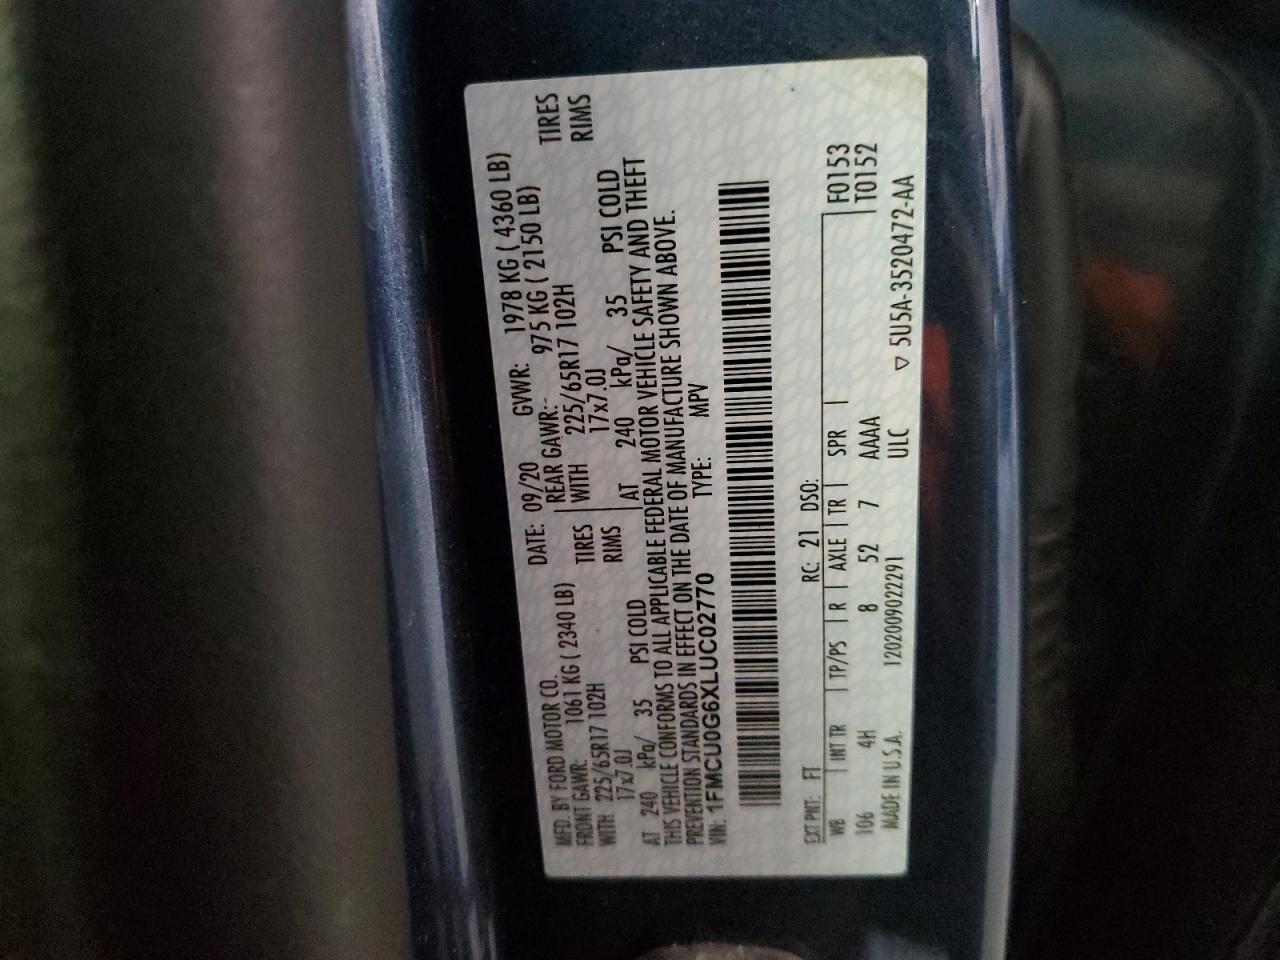 MFD. BY FORD MOTOR CO.
DATE: 09/20 GVWR: 1978 KG ( 4360 LB)
FRONT GAWR: 1061 KG ( 2340 LB) REAR GAWR:- 975 KG ( 2150 LB)
WITH 225/65R17 102H TIRES WITH 225/65R17 102H TIRES
17x7.0J RIMS 17x7.0J RIMS
AT 240 kPa/ 35 PSI COLD AT 240 kPa/ 35 PSI COLD
THIS VEHICLE CONFORMS TO ALL APPLICABLE FEDERAL MOTOR VEHICLE SAFETY AND THEFT
PREVENTION STANDARDS IN EFFECT ON THE DATE OF MANUFACTURE SHOWN ABOVE.
VIN: 1FMCU0G6XLUC02770 TYPE: MPV
EXT PNT: FT RC: 21 DSO: F0153
WB INT TR TP/PS R AXLE TR SPR T0152
106 4H 8 52 7 AAAA
MADE IN U.S.A. 120200902291 ULC ▽ 5U5A-3520472-AA